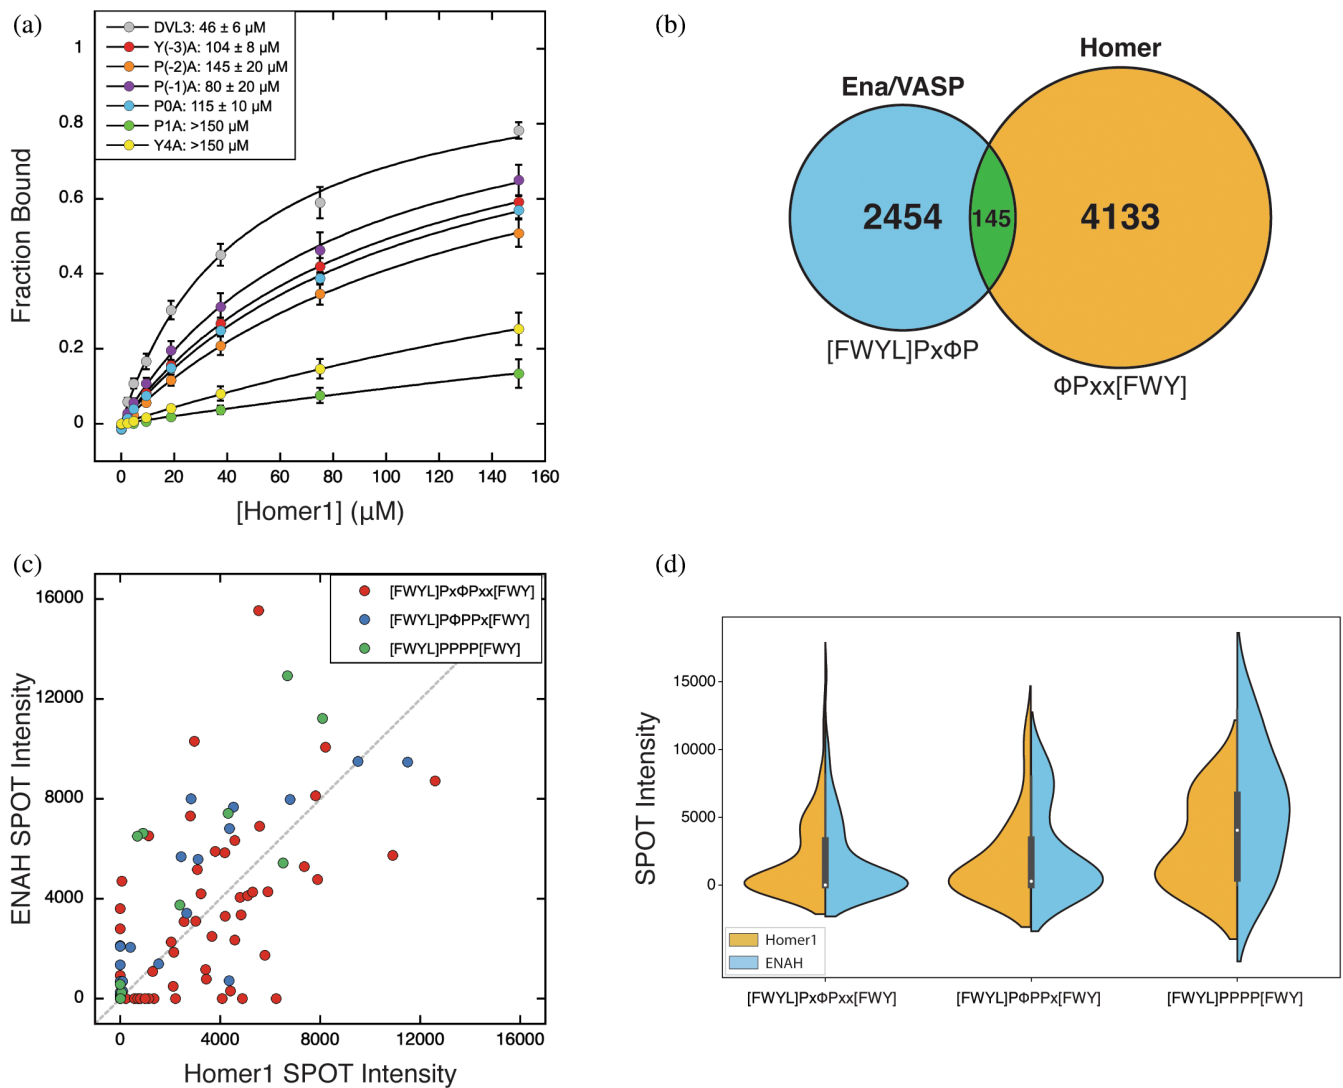 (a)
DVL3: 46 ± 6 µM
Y(-3)A: 104 ± 8 µM
P(-2)A: 145 ± 20 µM
P(-1)A: 80 ± 20 µM
P0A: 115 ± 10 µM
P1A: >150 µM
Y4A: >150 µM
1
0.8
0.6
0.4
0.2
0
Fraction Bound
0 20 40 60 80 100 120 140 160
[Homer1] (µM)
(b)
Homer
Ena/VASP
2454
145
4133
[FWYL]PxΦP
ΦPxx[FWY]
(c)
[FWYL]PxΦPxx[FWY]
[FWYL]PΦPPx[FWY]
[FWYL]PPPP[FWY]
16000
12000
8000
4000
0
ENAH SPOT Intensity
0 4000 8000 12000 16000
Homer1 SPOT Intensity
(d)
15000
10000
5000
0
SPOT Intensity
Homer1
ENAH
[FWYL]PxΦPxx[FWY] [FWYL]PΦPPx[FWY] [FWYL]PPPP[FWY]